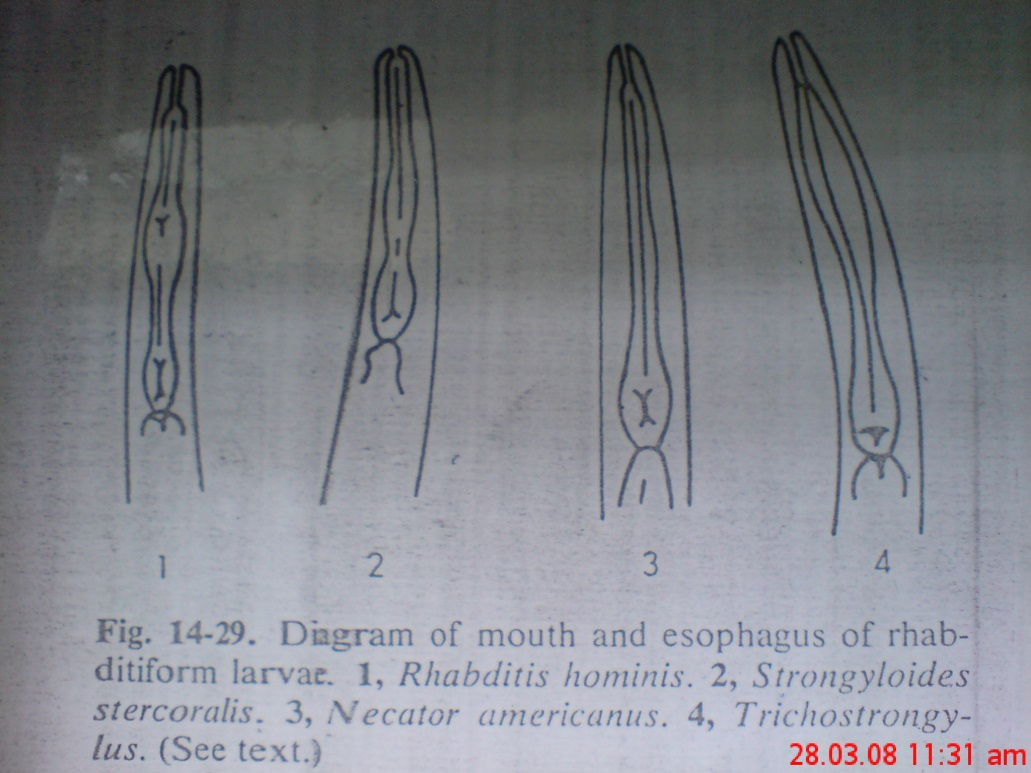 1 2 3 4
Fig. 14-29. Diagram of mouth and esophagus of rhab-
ditiform larvae. 1, Rhabditis hominis. 2, Strongyloides
stercoralis. 3, Necator americanus. 4, Trichostrongy-
lus. (See text.)
28.03.08 11:31 am